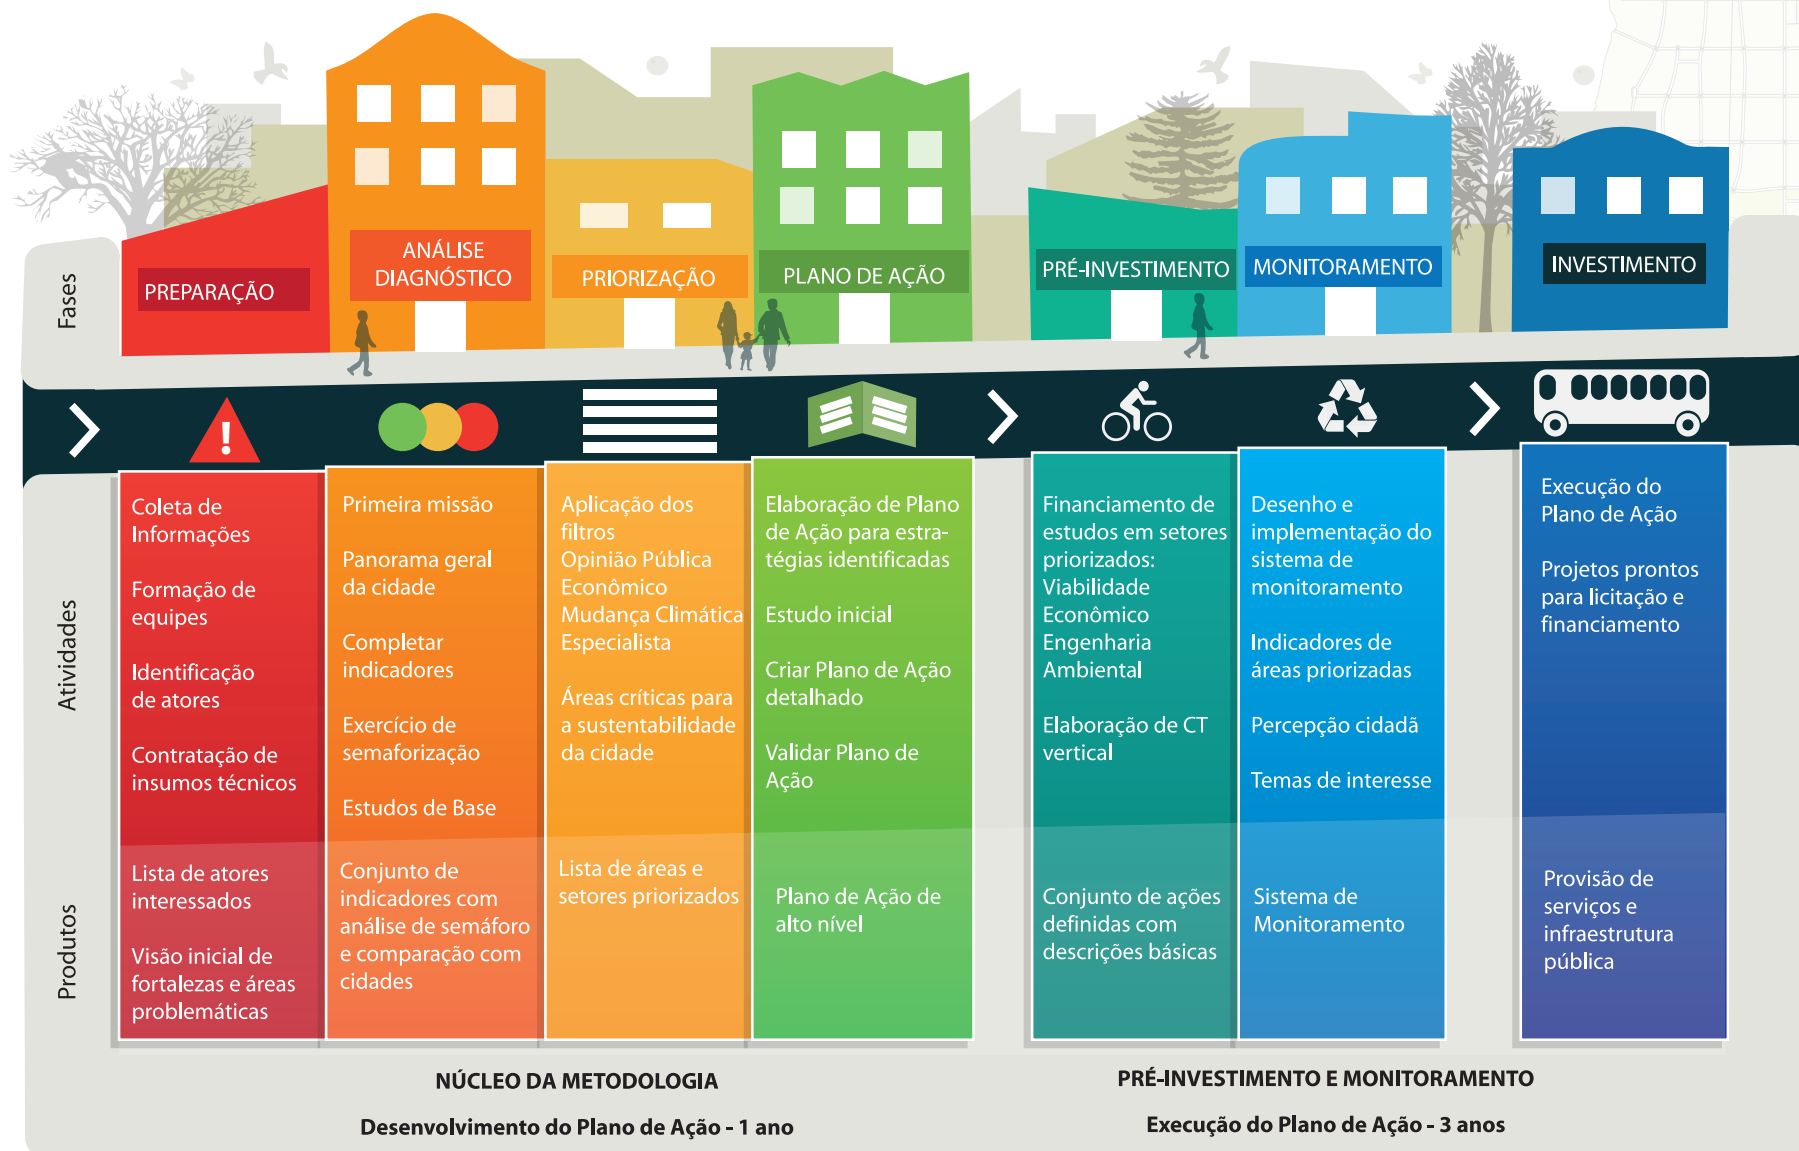 Fases
PREPARAÇÃO
ANÁLISE
DIAGNÓSTICO
PRIORIZAÇÃO
PLANO DE AÇÃO
PRÉ-INVESTIMENTO
MONITORAMENTO
INVESTIMENTO
!
Atividades
Coleta de
Informações
Formação de
equipes
Identificação
de atores
Contratação de
insumos técnicos
Primeira missão
Panorama geral
da cidade
Completar
indicadores
Exercício de
semaforização
Estudos de Base
Aplicação dos
filtros
Opinião Pública
Econômico
Mudança Climática
Especialista
Áreas críticas para
a sustentabilidade
da cidade
Elaboração de Plano
de Ação para estra-
tégias identificadas
Estudo inicial
Criar Plano de Ação
detalhado
Validar Plano de
Ação
Financiamento de
estudos em setores
priorizados:
Viabilidade
Econômico
Engenharia
Ambiental
Elaboração de CT
vertical
Desenho e
implementação do
sistema de
monitoramento
Indicadores de
áreas priorizadas
Percepção cidadã
Temas de interesse
Execução do
Plano de Ação
Projetos prontos
para licitação e
financiamento
Produtos
Lista de atores
interessados
Visão inicial de
fortalezas e áreas
problemáticas
Conjunto de
indicadores com
análise de semáforo
e comparação com
cidades
Lista de áreas e
setores priorizados
Plano de Ação de
alto nível
Conjunto de ações
definidas com
descrições básicas
Sistema de
Monitoramento
Provisão de
serviços e
infraestrutura
pública
NÚCLEO DA METODOLOGIA
Desenvolvimento do Plano de Ação - 1 ano
PRÉ-INVESTIMENTO E MONITORAMENTO
Execução do Plano de Ação - 3 anos